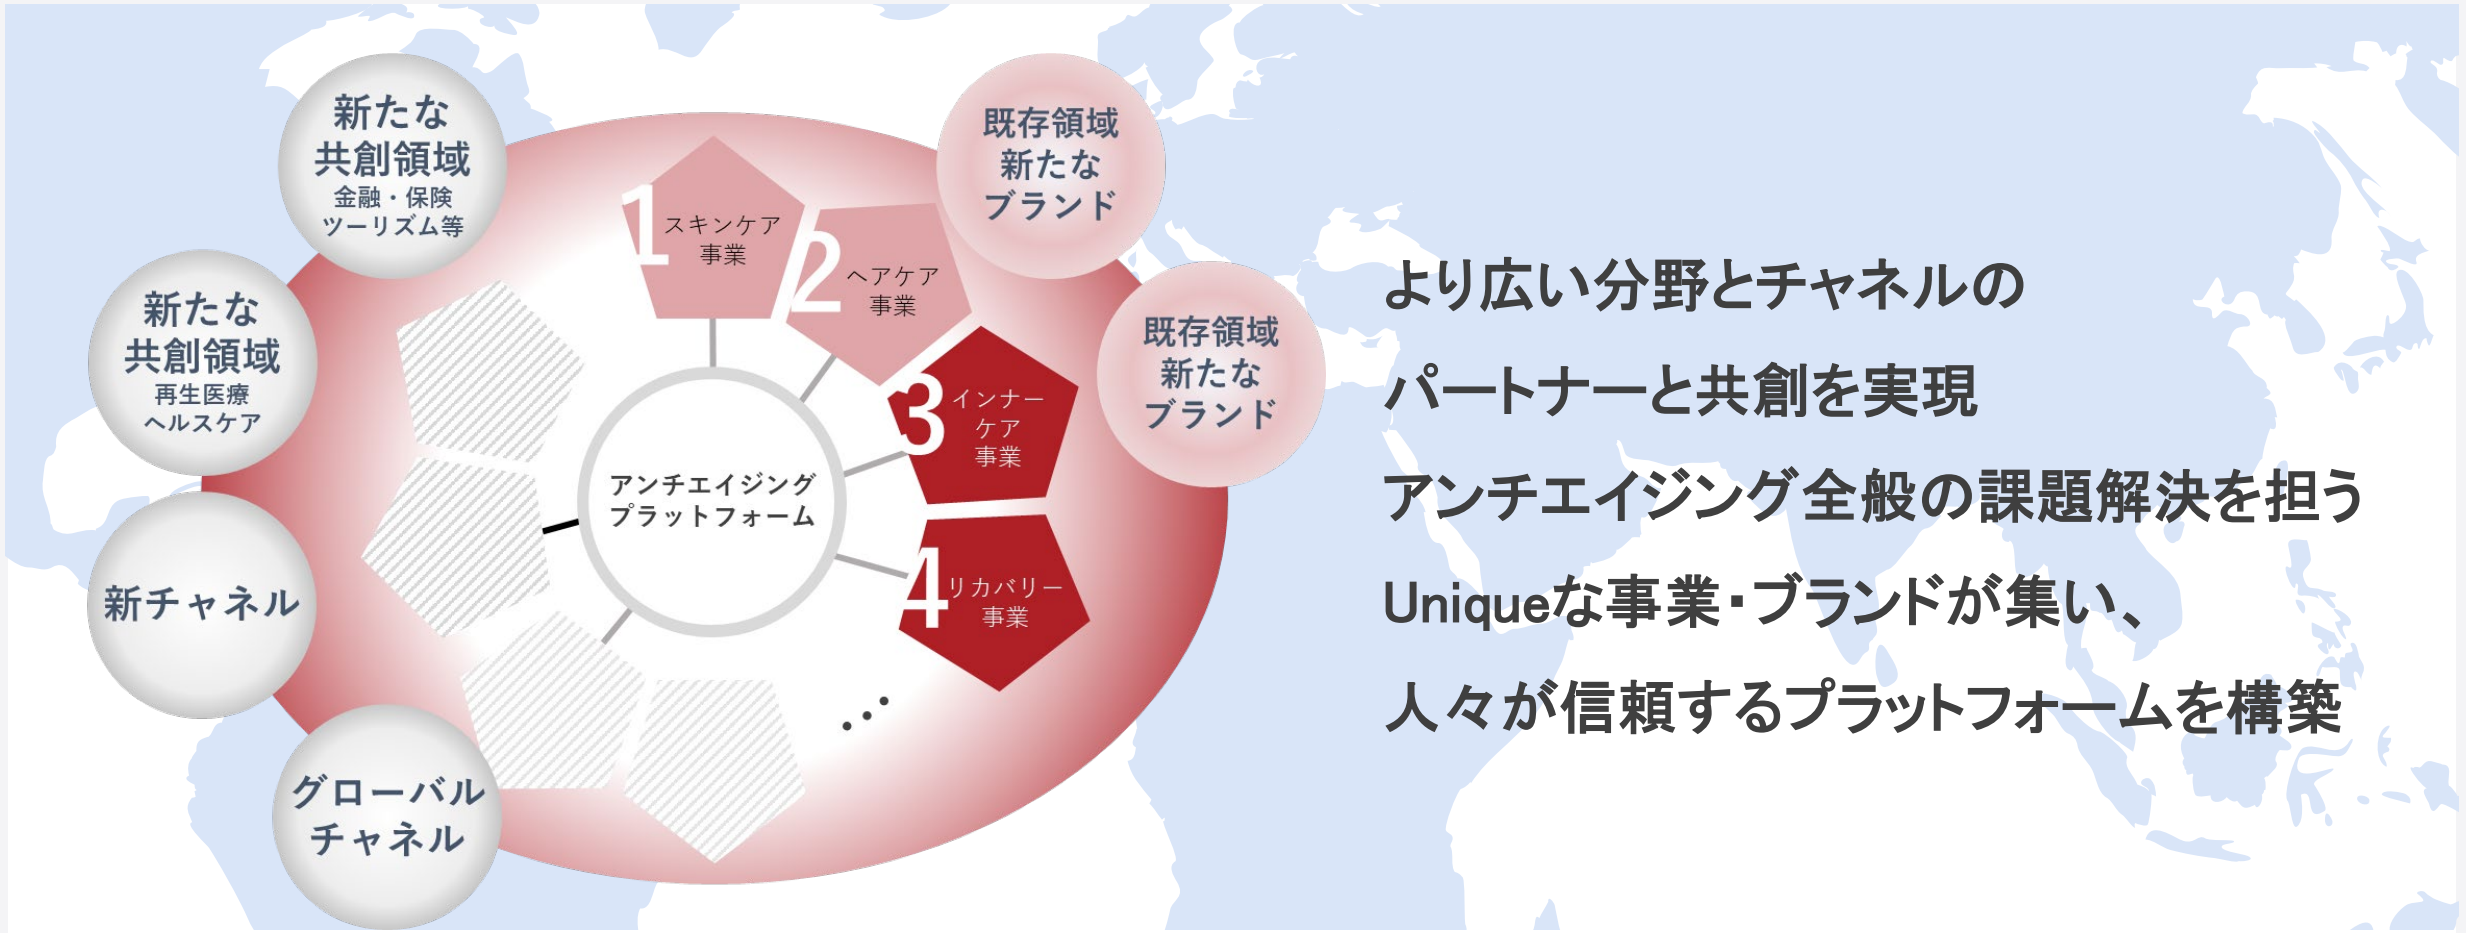 新たな
共創領域
金融・保険
ツーリズム等
新たな
共創領域
再生医療
ヘルスケア
新チャネル
グローバル
チャネル
1
スキンケア
事業
2
ヘアケア
事業
3
インナー
ケア
事業
4
リカバリー
事業
...
アンチエイジング
プラットフォーム
既存領域
新たな
ブランド
既存領域
新たな
ブランド
より広い分野とチャネルの
パートナーと共創を実現
アンチエイジング全般の課題解決を担う
Uniqueな事業・ブランドが集い、
人々が信頼するプラットフォームを構築